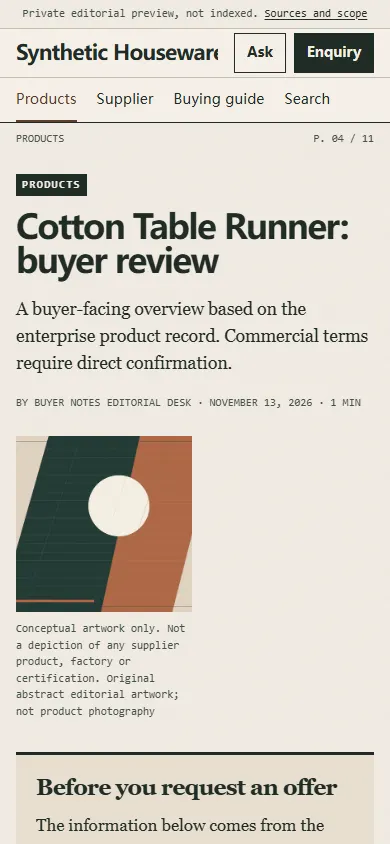 Private editorial preview, not indexed. Sources and scope
Synthetic Houseware
Ask
Enquiry
Products
Supplier
Buying guide
Search
PRODUCTS
P. 04 / 11
PRODUCTS
Cotton Table Runner:
buyer review
A buyer-facing overview based on the
enterprise product record. Commercial terms
require direct confirmation.
BY BUYER NOTES EDITORIAL DESK · NOVEMBER 13, 2026 · 1 MIN
Conceptual artwork only. Not
a depiction of any supplier
product, factory or
certification. Original
abstract editorial artwork;
not product photography
Before you request an offer
The information below comes from the